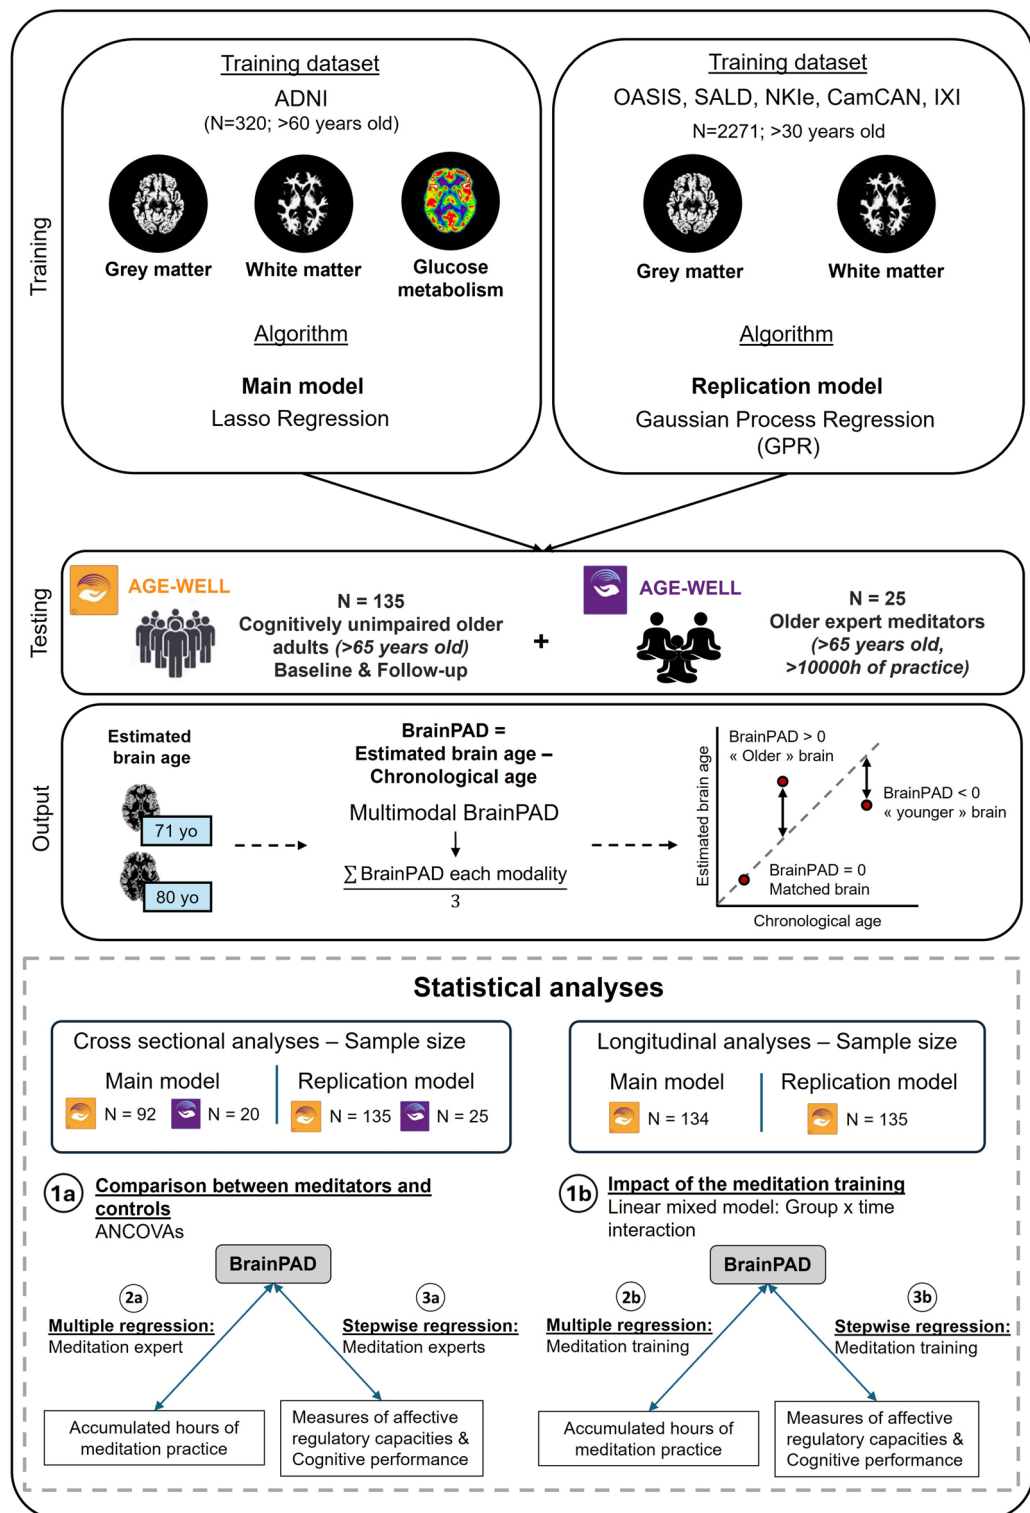 Training
Training dataset
ADNI
(N=320; >60 years old)
Grey matter
White matter
Glucose
metabolism
Algorithm
Main model
Lasso Regression
Training dataset
OASIS, SALD, NKIe, CamCAN, IXI
N=2271; >30 years old
Grey matter
White matter
Algorithm
Replication model
Gaussian Process Regression
(GPR)
Testing
AGE-WELL
N = 135
Cognitively unimpaired older
adults (>65 years old)
Baseline & Follow-up
+
AGE-WELL
N = 25
Older expert meditators
(>65 years old,
>10000h of practice)
Output
Estimated
brain age
71 yo
80 yo
BrainPAD =
Estimated brain age –
Chronological age
Multimodal BrainPAD
∑ BrainPAD each modality
3
Estimated brain age
BrainPAD > 0
« Older » brain
BrainPAD < 0
« younger » brain
BrainPAD = 0
Matched brain
Chronological age
Statistical analyses
Cross sectional analyses – Sample size
Main model
N = 92
N = 20
Replication model
N = 135
N = 25
Longitudinal analyses – Sample size
Main model
N = 134
Replication model
N = 135
1a
Comparison between meditators and
controls
ANCOVAs
BrainPAD
2a
Multiple regression:
Meditation expert
3a
Stepwise regression:
Meditation experts
Accumulated hours of
meditation practice
Measures of affective
regulatory capacities &
Cognitive performance
1b
Impact of the meditation training
Linear mixed model: Group x time
interaction
BrainPAD
2b
Multiple regression:
Meditation training
3b
Stepwise regression:
Meditation training
Accumulated hours of
meditation practice
Measures of affective
regulatory capacities &
Cognitive performance